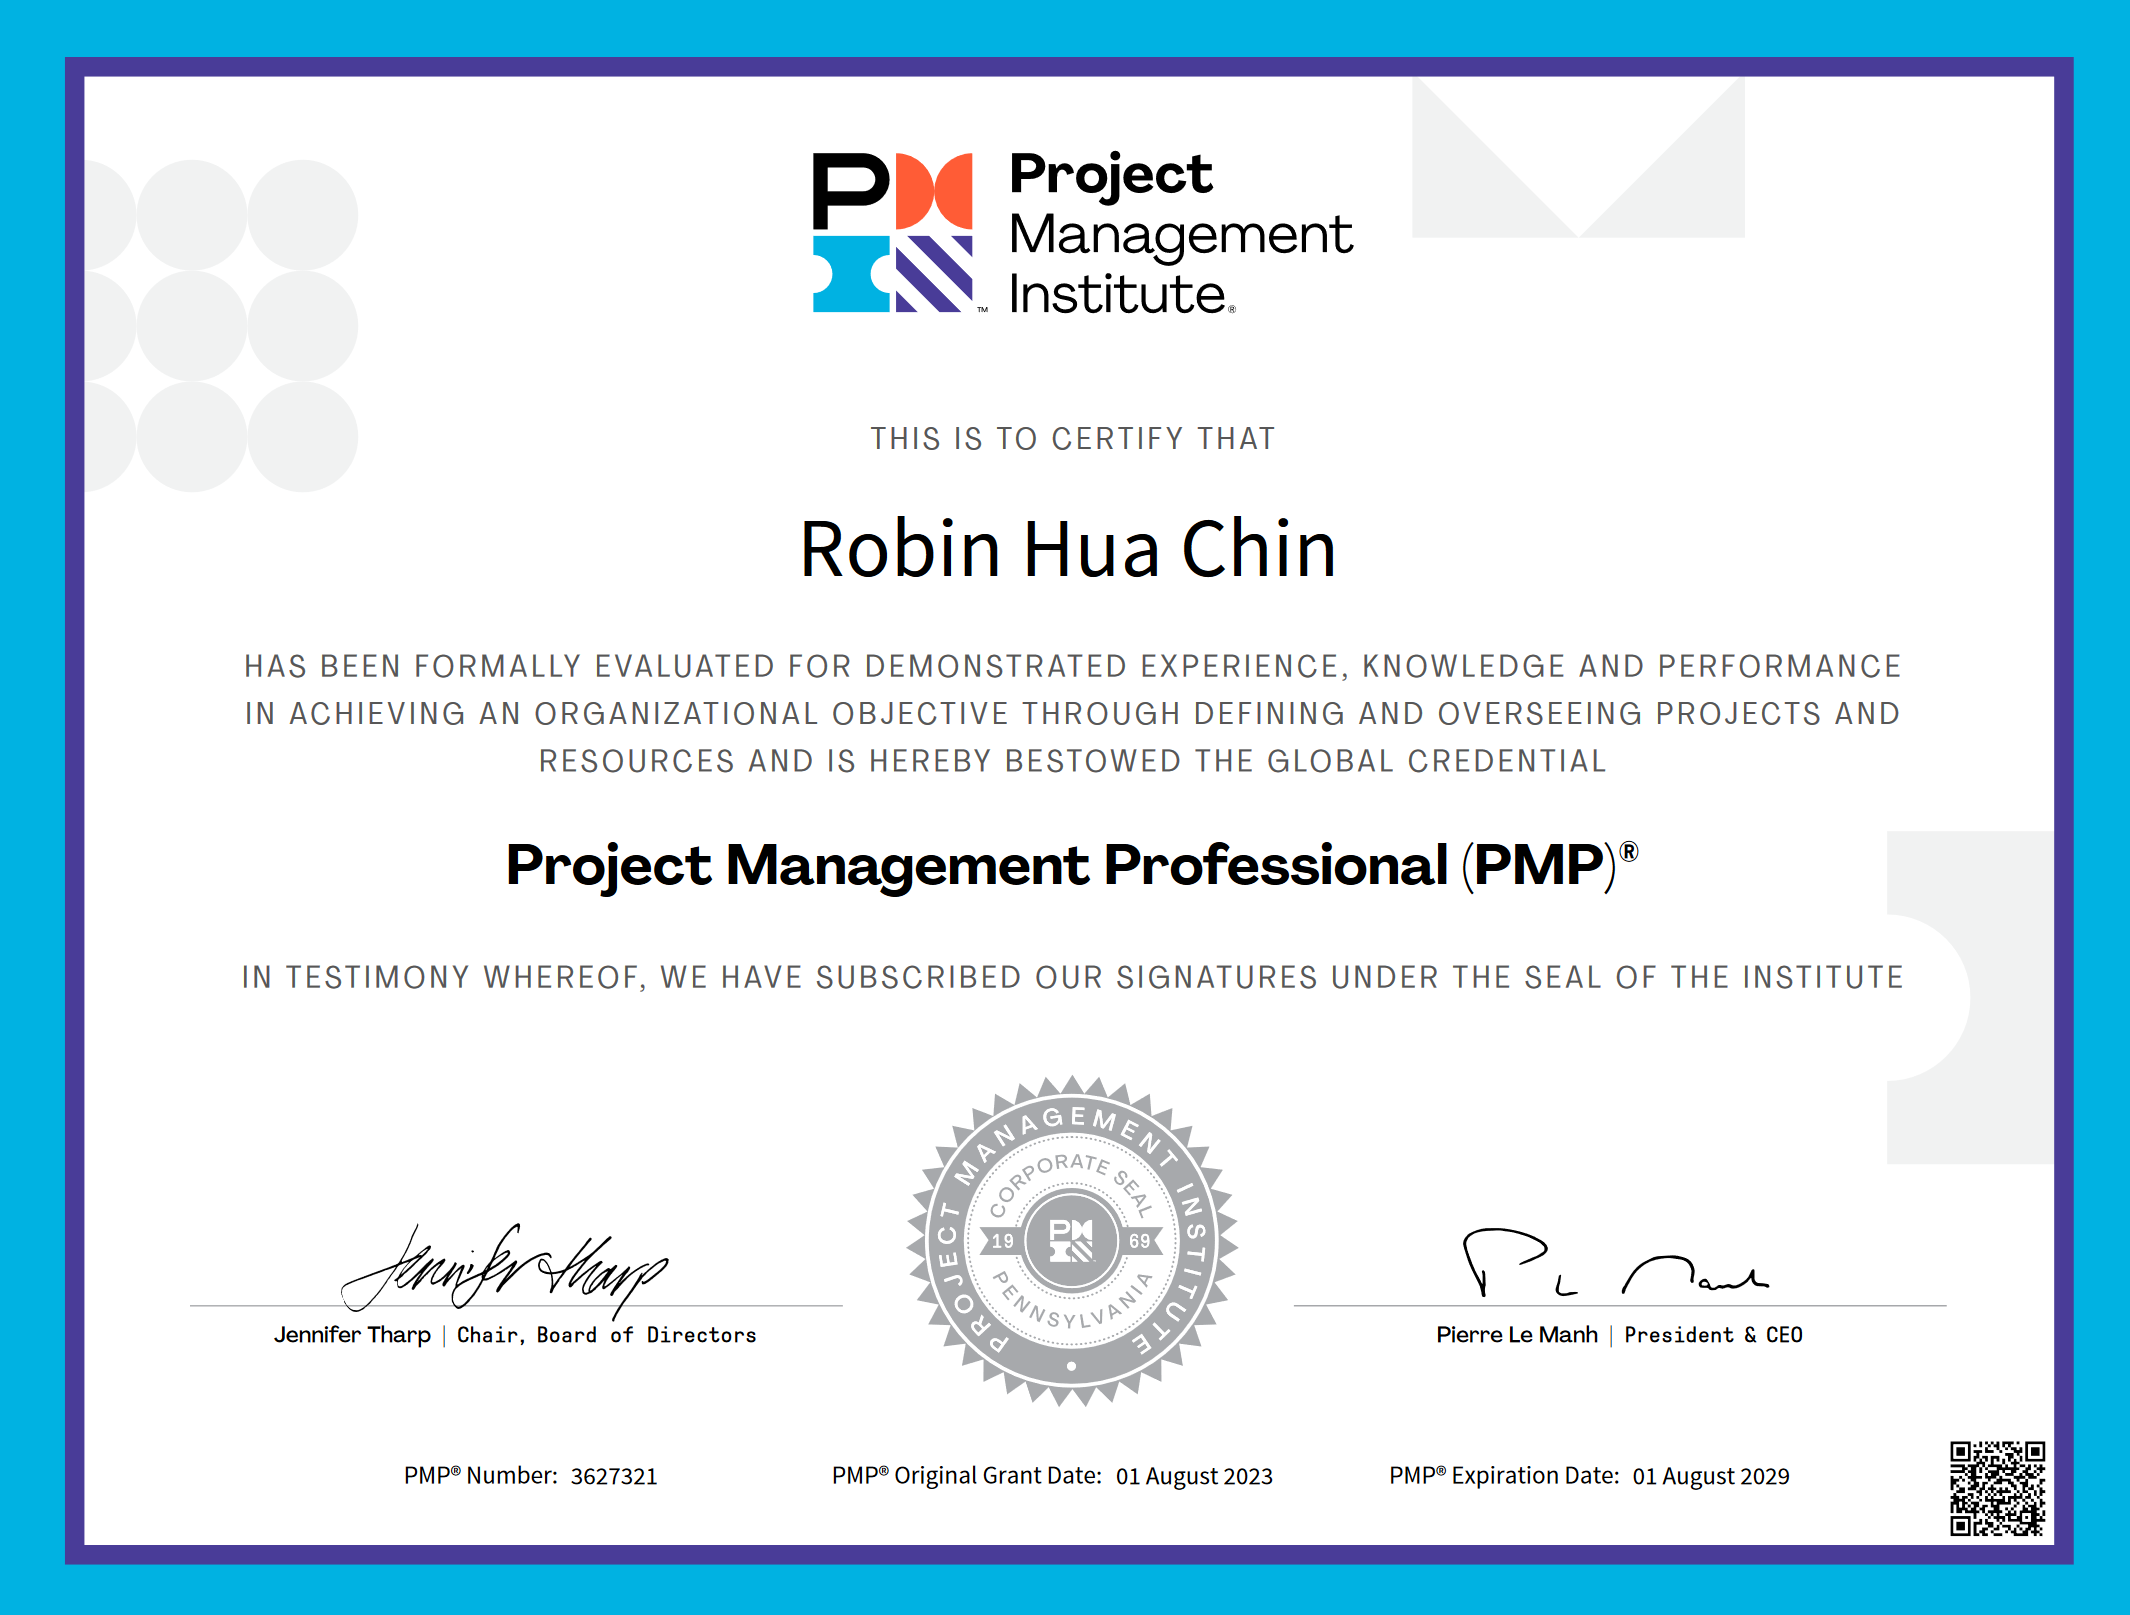 Project
Management
Institute®
™
THIS IS TO CERTIFY THAT
Robin Hua Chin
HAS BEEN FORMALLY EVALUATED FOR DEMONSTRATED EXPERIENCE, KNOWLEDGE AND PERFORMANCE
IN ACHIEVING AN ORGANIZATIONAL OBJECTIVE THROUGH DEFINING AND OVERSEEING PROJECTS AND
RESOURCES AND IS HEREBY BESTOWED THE GLOBAL CREDENTIAL
Project Management Professional (PMP)®
IN TESTIMONY WHEREOF, WE HAVE SUBSCRIBED OUR SIGNATURES UNDER THE SEAL OF THE INSTITUTE
PROJECT MANAGEMENT INSTITUTE
CORPORATE SEAL
19 69
PENNSYLVANIA
Jennifer Tharp
Jennifer Tharp | Chair, Board of Directors
Pierre Le Manh | President & CEO
PMP® Number: 3627321
PMP® Original Grant Date: 01 August 2023
PMP® Expiration Date: 01 August 2029